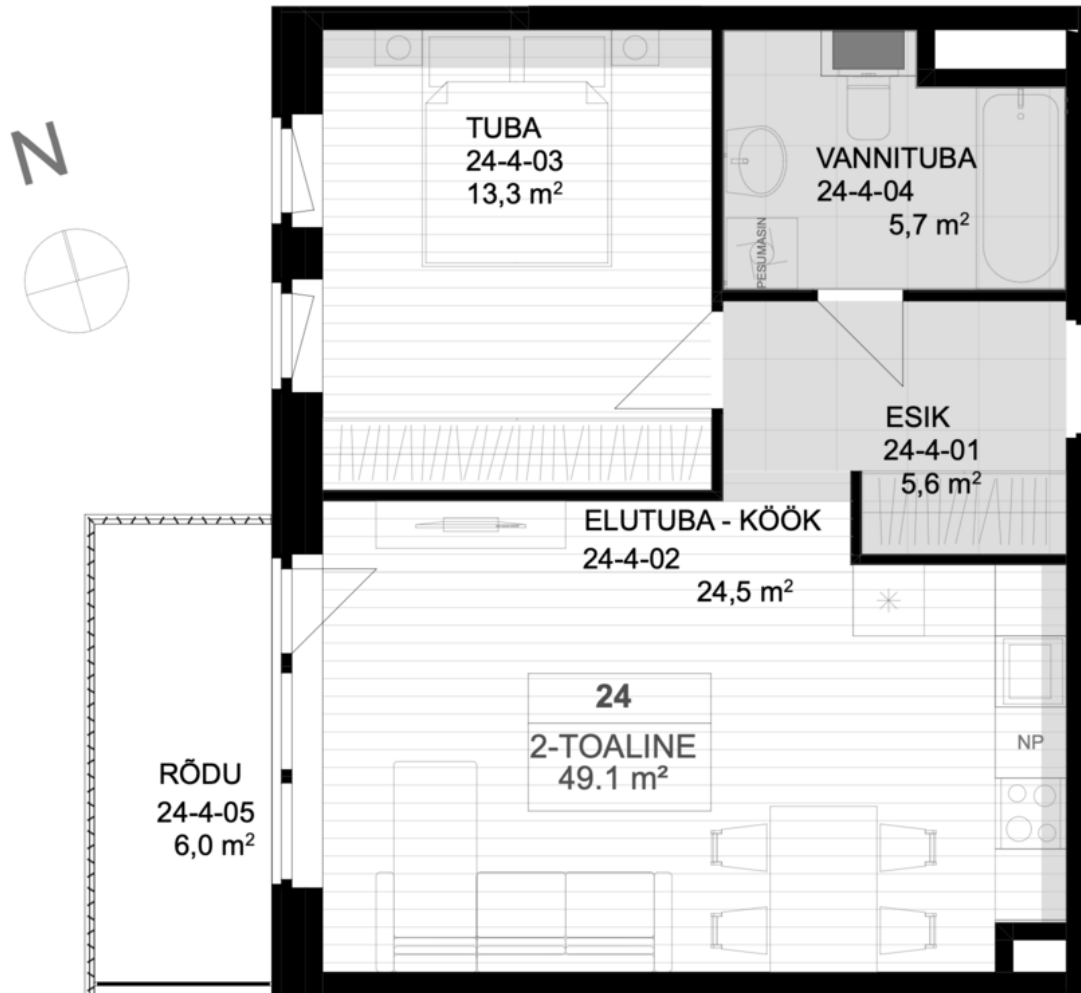 N
TUBA
24-4-03
13,3 m²
VANNITUBA
24-4-04
5,7 m²
PESUMASIN
ESIK
24-4-01
5,6 m²
ELUTUBA - KÖÖK
24-4-02
24,5 m²
24
2-TOALINE
49.1 m²
NP
RÕDU
24-4-05
6,0 m²